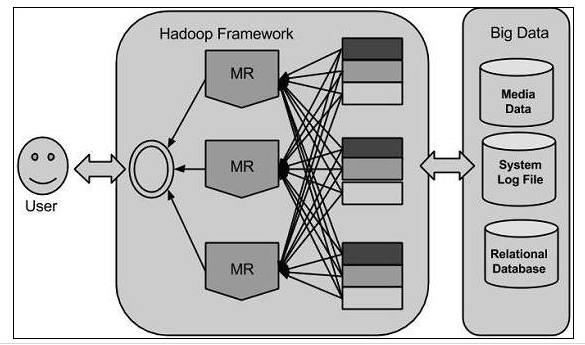 Hadoop Framework
MR
MR
MR
User
Big Data
Media
Data
System
Log File
Relational
Database